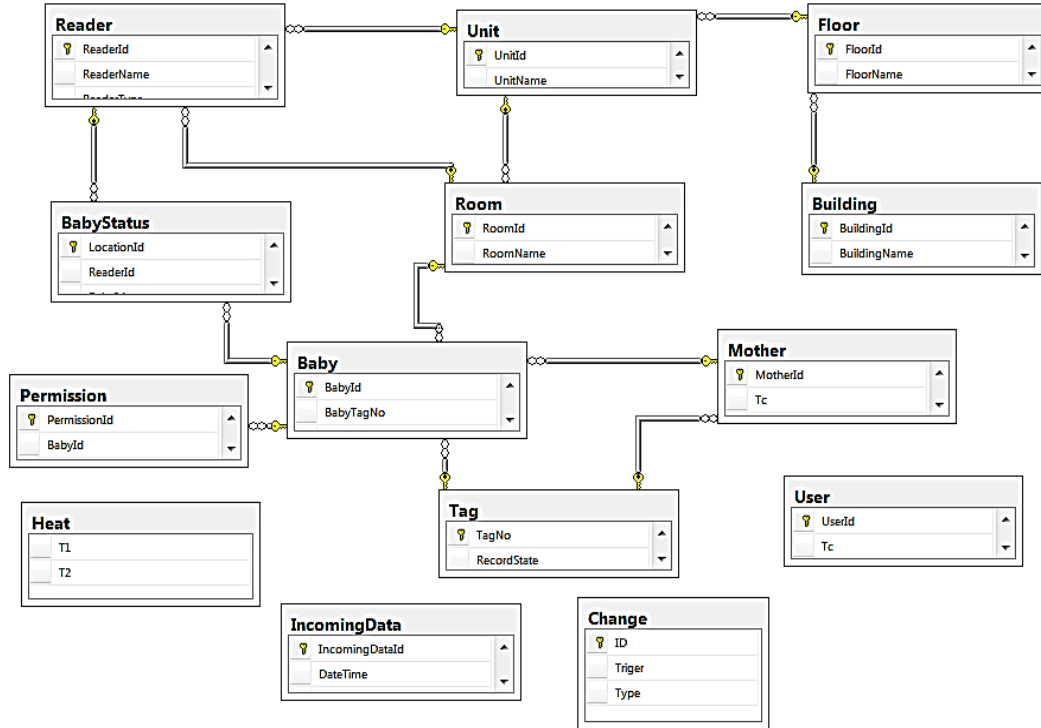 Reader
ReaderId
ReaderName
ReaderType
Unit
UnitId
UnitName
Floor
FloorId
FloorName
BabyStatus
LocationId
ReaderId
Room
RoomId
RoomName
Building
BuildingId
BuildingName
Baby
BabyId
BabyTagNo
Mother
MotherId
Tc
Permission
PermissionId
BabyId
Tag
TagNo
RecordState
User
UserId
Tc
Heat
T1
T2
IncomingData
IncomingDataId
DateTime
Change
ID
Triger
Type